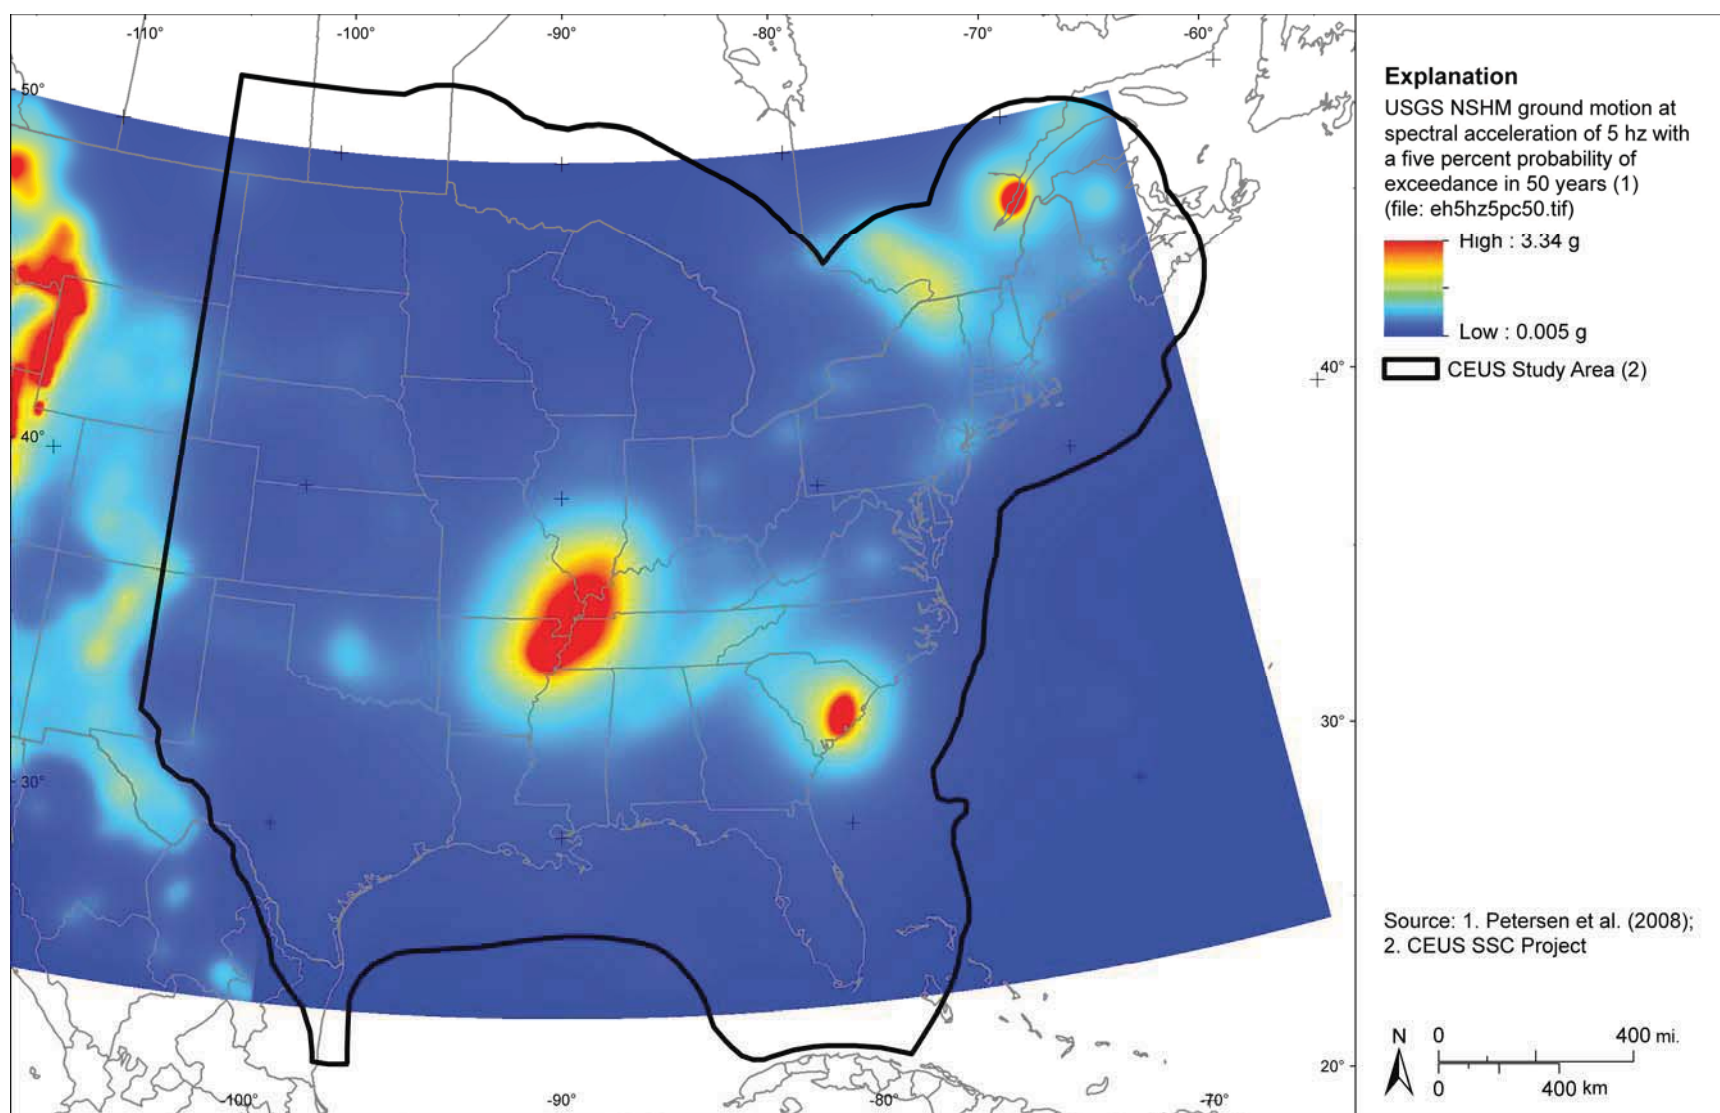 -110° -100° -90° -80° -70° -60°
50°
40°
30°
40°
30°
20°
-100° -90° -80° -70°
Explanation
USGS NSHM ground motion at
spectral acceleration of 5 hz with
a five percent probability of
exceedance in 50 years (1)
(file: eh5hz5pc50.tif)
High : 3.34 g
Low : 0.005 g
CEUS Study Area (2)
Source: 1. Petersen et al. (2008);
2. CEUS SSC Project
N 0 400 mi.
0 400 km